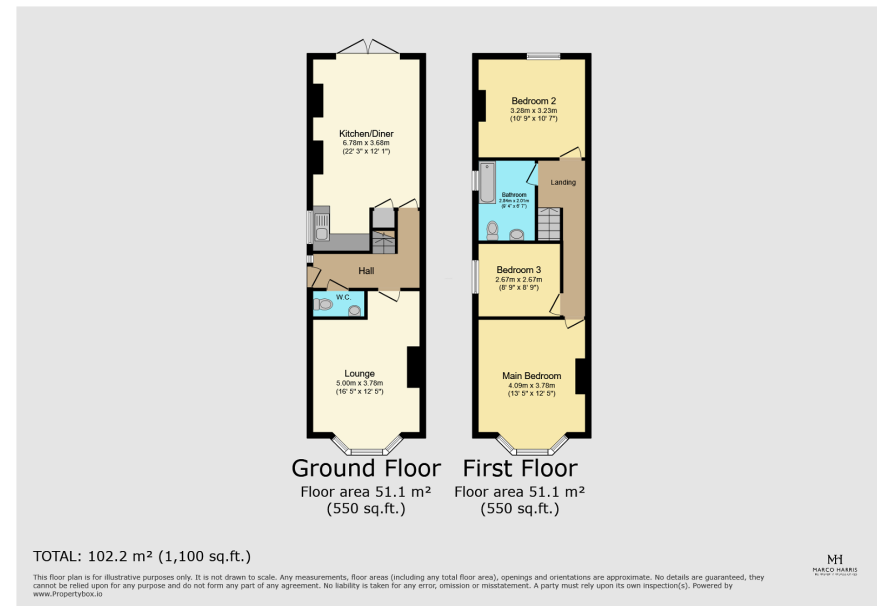 Kitchen/Diner
6.78m x 3.68m
(22' 3" x 12' 1")
Hall
W.C.
Lounge
5.00m x 3.78m
(16' 5" x 12' 5")
Ground Floor
Floor area 51.1 m²
(550 sq.ft.)
Bedroom 2
3.28m x 3.23m
(10' 9" x 10' 7")
Bathroom
2.84m x 2.01m
(9' 4" x 6' 7")
Landing
Bedroom 3
2.67m x 2.67m
(8' 9" x 8' 9")
Main Bedroom
4.09m x 3.78m
(13' 5" x 12' 5")
First Floor
Floor area 51.1 m²
(550 sq.ft.)
TOTAL: 102.2 m² (1,100 sq.ft.)
This floor plan is for illustrative purposes only. It is not drawn to scale. Any measurements, floor areas (including any total floor area), openings and orientations are approximate. No details are guaranteed, they
cannot be relied upon for any purpose and do not form any part of any agreement. No liability is taken for any error, omission or misstatement. A party must rely upon its own inspection(s). Powered by
www.Propertybox.io
MH
MARCO HARRIS